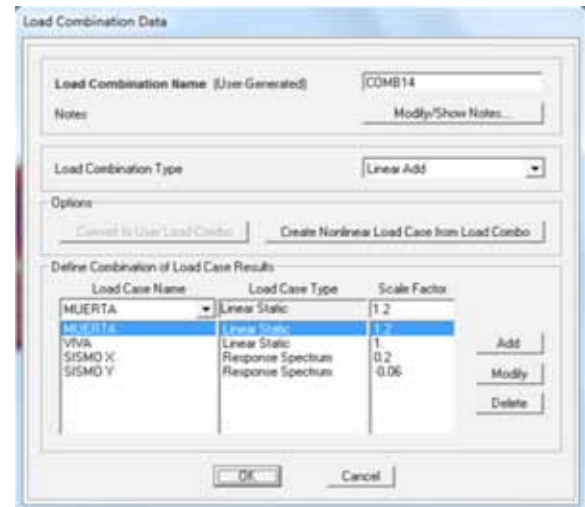 Load Combination Data
Load Combination Name (User-Generated) COMB14
Notes Modify/Show Notes...
Load Combination Type Linear Add
Options
Convert to User Load Combo Create Nonlinear Load Case from Load Combo
Define Combination of Load Case Results
Load Case Name Load Case Type Scale Factor
MUERTA Linear Static 1.2
MUERTA Linear Static 1.2
VIVA Linear Static 1.
SISMO X Response Spectrum 0.2
SISMO Y Response Spectrum -0.06
Add
Modify
Delete
OK Cancel